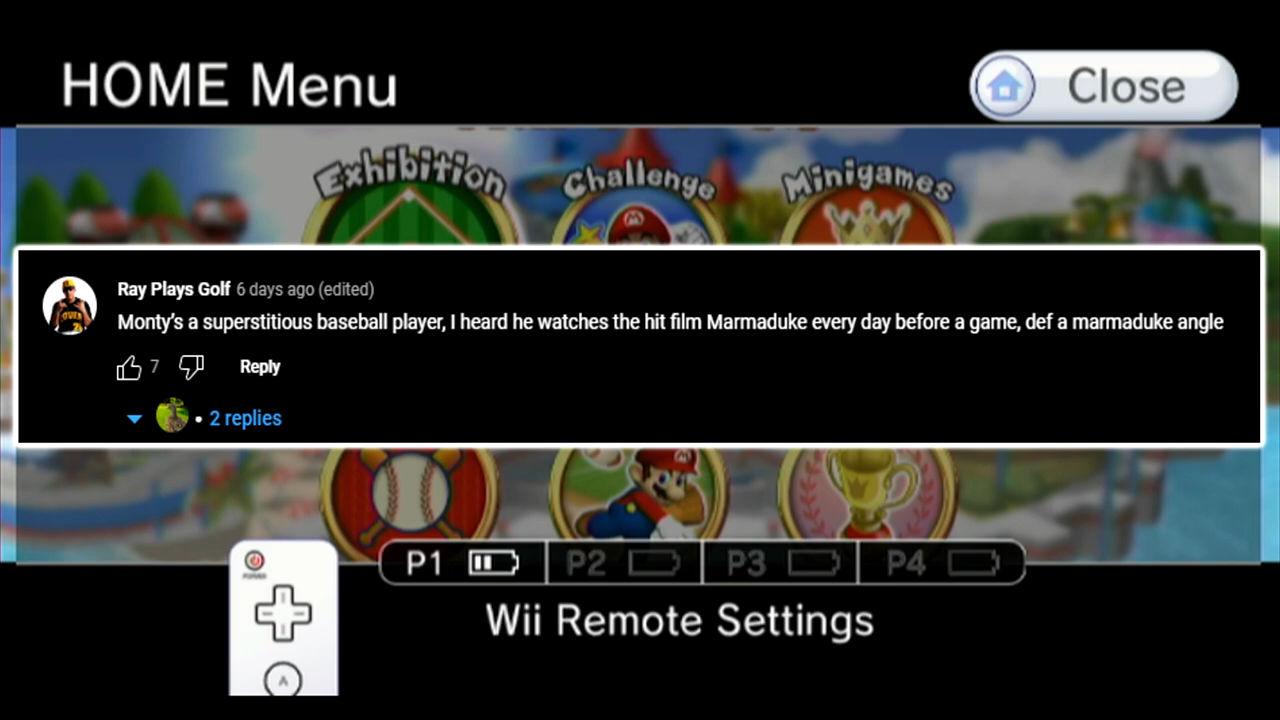 HOME Menu
Close
Exhibition
Challenge
Minigames
Ray Plays Golf 6 days ago (edited)
Monty's a superstitious baseball player, I heard he watches the hit film Marmaduke every day before a game, def a marmaduke angle
7
Reply
• 2 replies
P1
P2
P3
P4
POWER
A
Wii Remote Settings